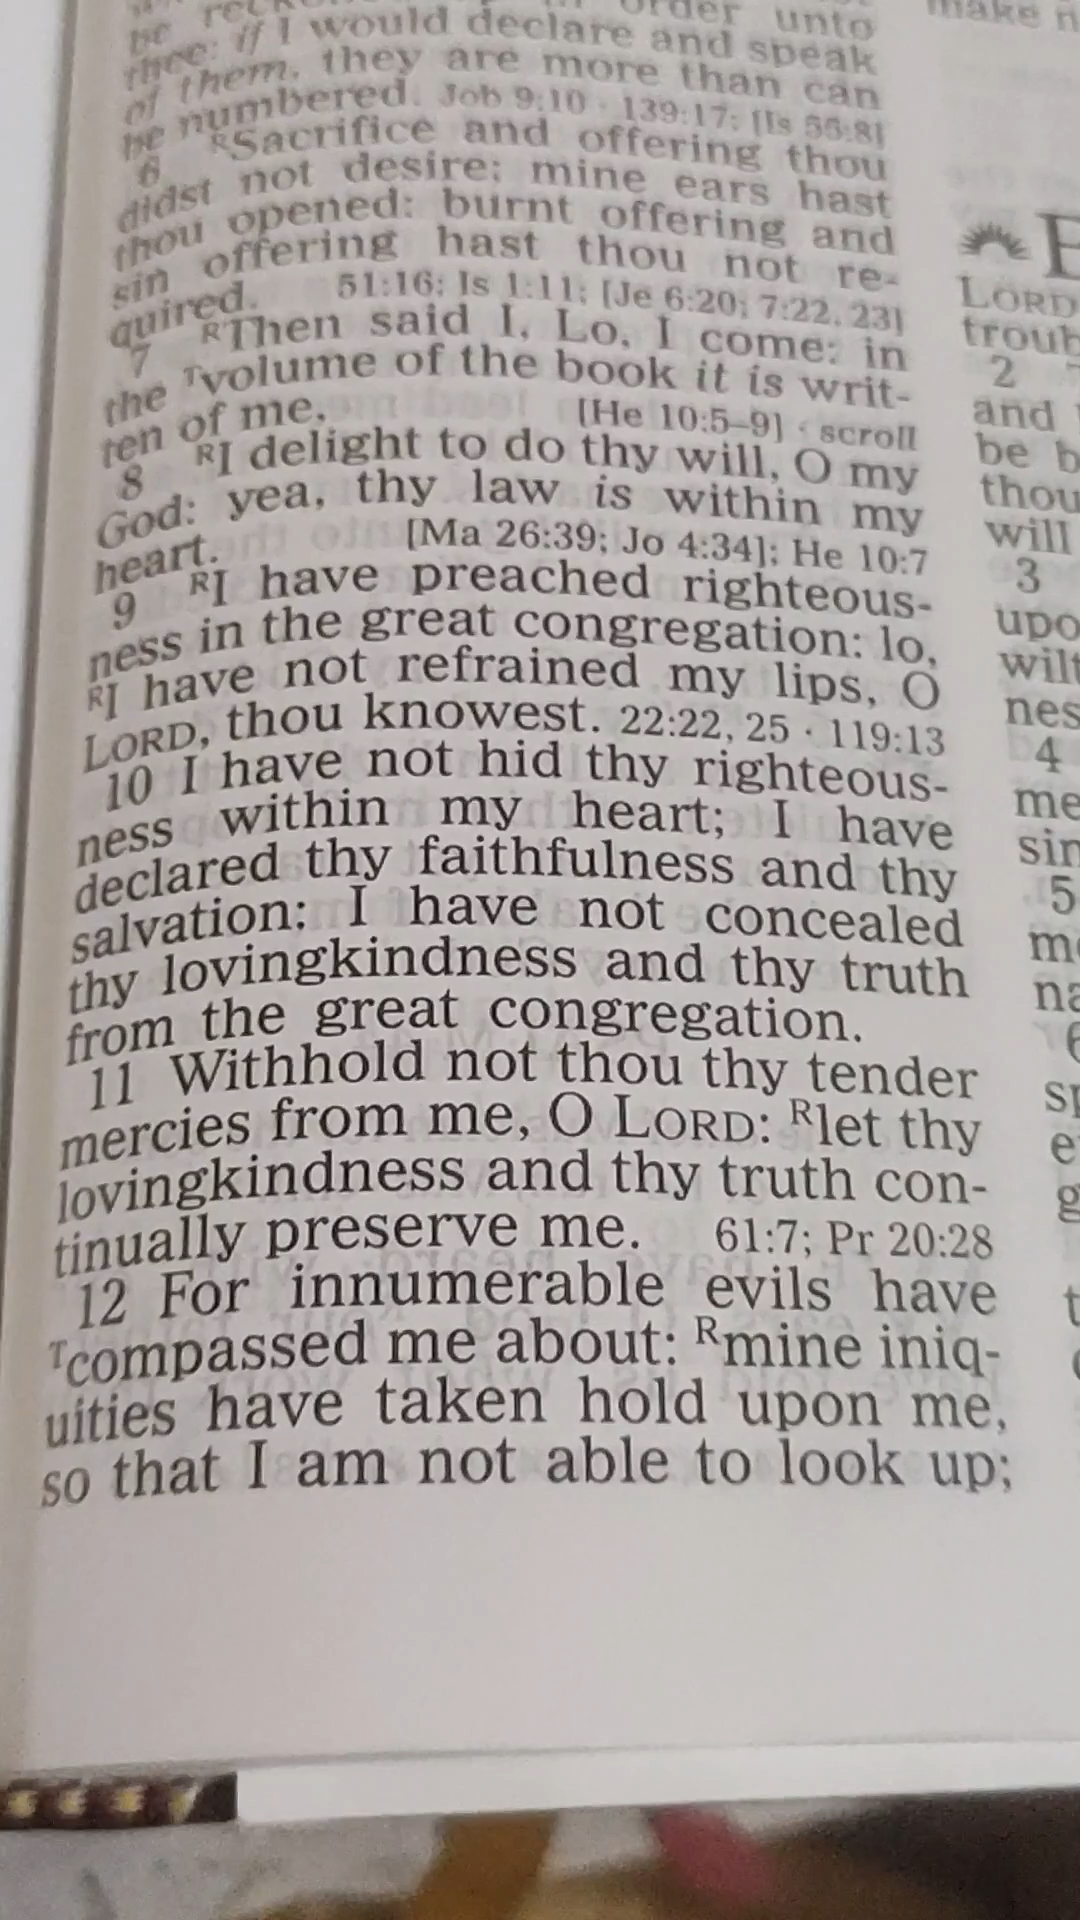 order unto
thee: if I would declare and speak
of them, they are more than can
be numbered. Job 9:10 · 139:17; [Is 55:8]
6 RSacrifice and offering thou
didst not desire; mine ears hast
thou opened: burnt offering and
sin offering hast thou not re-
quired. 51:16; Is 1:11; [Je 6:20; 7:22, 23]
7 RThen said I, Lo, I come: in
the Tvolume of the book it is writ-
ten of me, [He 10:5–9] · scroll
8 RI delight to do thy will, O my
God: yea, thy law is within my
heart. [Ma 26:39; Jo 4:34]; He 10:7
9 RI have preached righteous-
ness in the great congregation: lo,
RI have not refrained my lips, O
LORD, thou knowest. 22:22, 25 · 119:13
10 I have not hid thy righteous-
ness within my heart; I have
declared thy faithfulness and thy
salvation: I have not concealed
thy lovingkindness and thy truth
from the great congregation.
11 Withhold not thou thy tender
mercies from me, O LORD: Rlet thy
lovingkindness and thy truth con-
tinually preserve me. 61:7; Pr 20:28
12 For innumerable evils have
Tcompassed me about: Rmine iniq-
uities have taken hold upon me,
so that I am not able to look up;
make
LORD
2
and
be
will
3
4
5